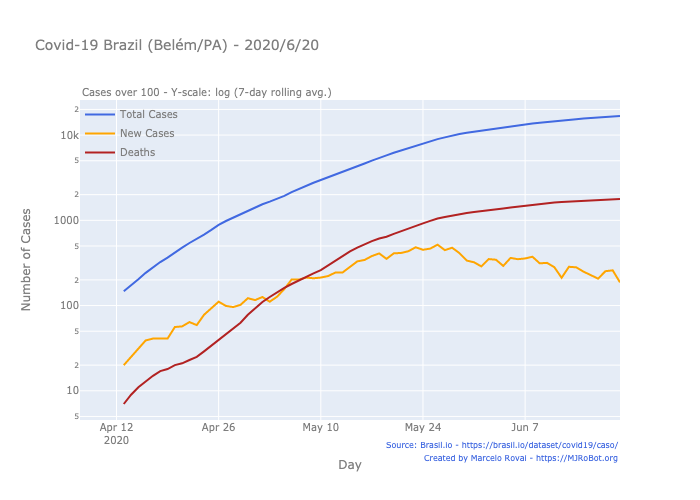 Covid-19 Brazil (Belém/PA) - 2020/6/20
Cases over 100 - Y-scale: log (7-day rolling avg.)
Total Cases
New Cases
Deaths
2
10k
5
2
1000
5
2
100
5
2
10
5
Number of Cases
Apr 12
2020
Apr 26
May 10
May 24
Jun 7
Day
Source: Brasil.io - https://brasil.io/dataset/covid19/caso/
Created by Marcelo Rovai - https://MJRoBot.org